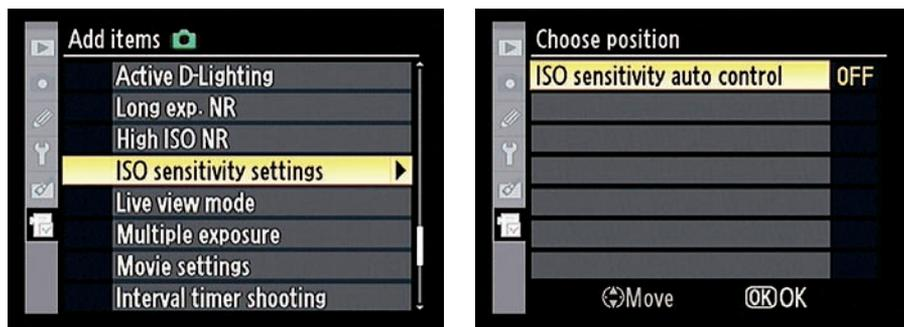 Add items
Active D-Lighting
Long exp. NR
High ISO NR
ISO sensitivity settings
Live view mode
Multiple exposure
Movie settings
Interval timer shooting
Choose position
ISO sensitivity auto control OFF
Move OK OK